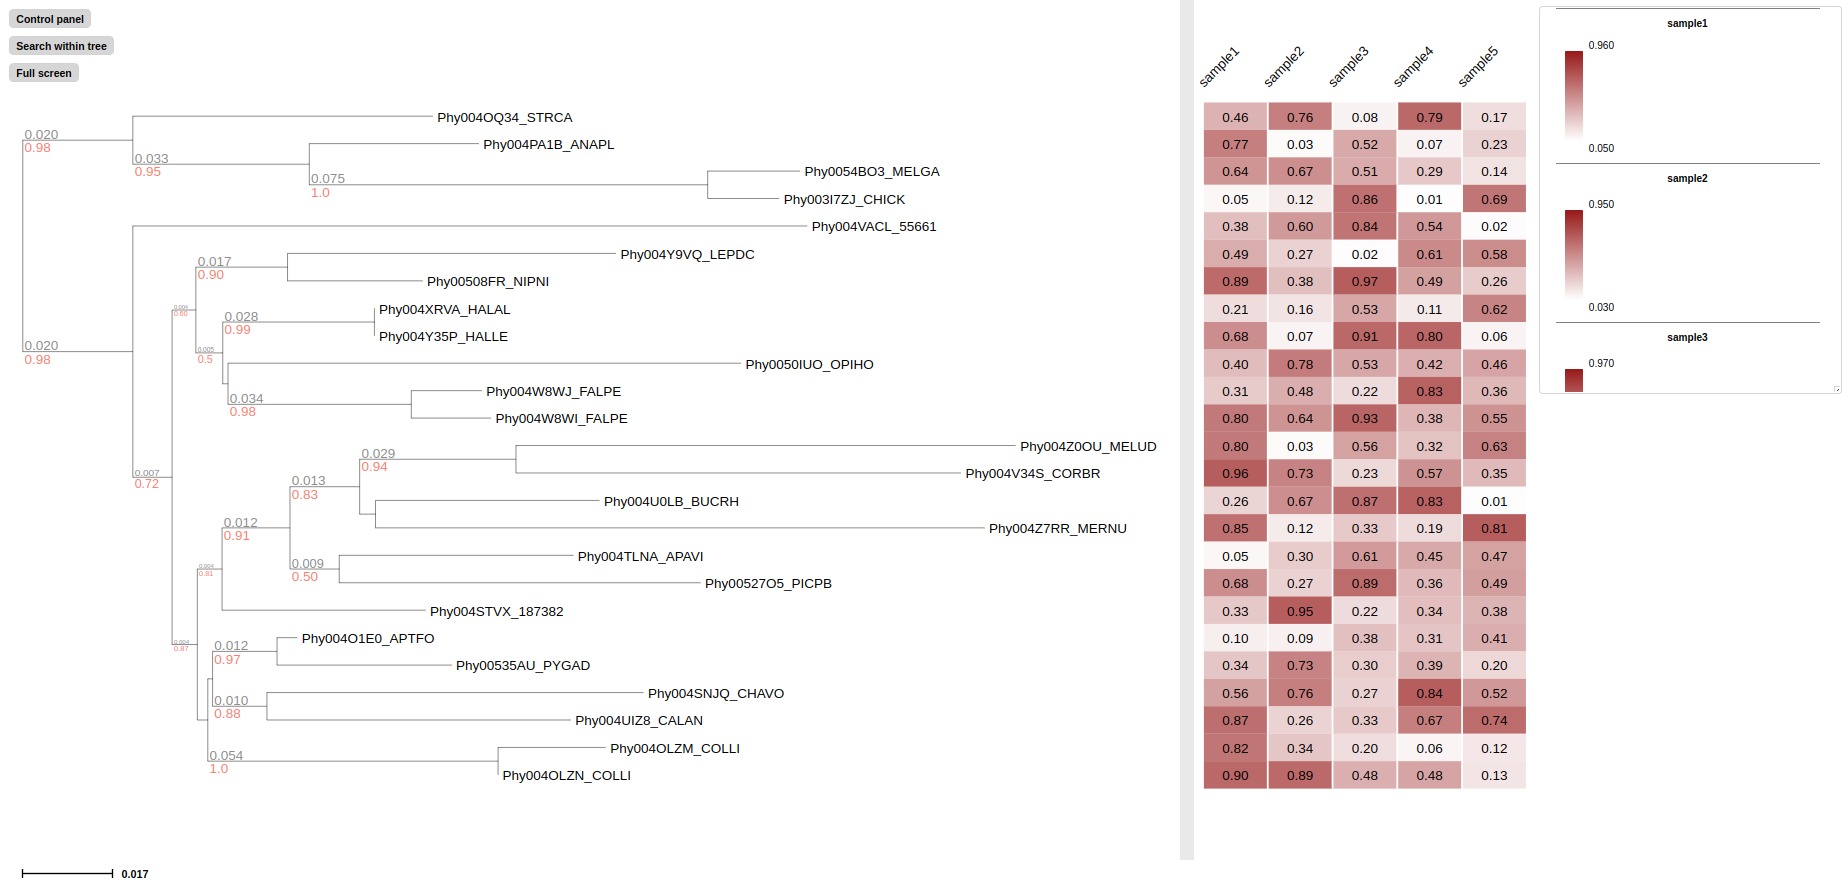 Control panel
Search within tree
Full screen
sample1 sample2 sample3 sample4 sample5
Phy004OQ34_STRCA 0.46 0.76 0.08 0.79 0.17
0.020
0.98
Phy004PA1B_ANAPL 0.77 0.03 0.52 0.07 0.23
0.033
0.95
Phy0054BO3_MELGA 0.64 0.67 0.51 0.29 0.14
0.075
1.0
Phy003I7ZJ_CHICK 0.05 0.12 0.86 0.01 0.69
Phy004VACL_55661 0.38 0.60 0.84 0.54 0.02
Phy004Y9VQ_LEPDC 0.49 0.27 0.02 0.61 0.58
0.017
0.90
Phy00508FR_NIPNI 0.89 0.38 0.97 0.49 0.26
0.004
0.60
Phy004XRVA_HALAL 0.21 0.16 0.53 0.11 0.62
0.028
0.99
Phy004Y35P_HALLE 0.68 0.07 0.91 0.80 0.06
0.020
0.98
0.005
0.5
Phy0050IUO_OPIHO 0.40 0.78 0.53 0.42 0.46
Phy004W8WJ_FALPE 0.31 0.48 0.22 0.83 0.36
0.034
0.98
Phy004W8WI_FALPE 0.80 0.64 0.93 0.38 0.55
Phy004Z0OU_MELUD 0.80 0.03 0.56 0.32 0.63
0.029
0.94
Phy004V34S_CORBR 0.96 0.73 0.23 0.57 0.35
0.007
0.72
0.013
0.83
Phy004U0LB_BUCRH 0.26 0.67 0.87 0.83 0.01
0.012
0.91
Phy004Z7RR_MERNU 0.85 0.12 0.33 0.19 0.81
Phy004TLNA_APAVI 0.05 0.30 0.61 0.45 0.47
0.004
0.81
0.009
0.50
Phy00527O5_PICPB 0.68 0.27 0.89 0.36 0.49
Phy004STVX_187382 0.33 0.95 0.22 0.34 0.38
Phy004O1E0_APTFO 0.10 0.09 0.38 0.31 0.41
0.004
0.87
0.012
0.97
Phy00535AU_PYGAD 0.34 0.73 0.30 0.39 0.20
Phy004SNJQ_CHAVO 0.56 0.76 0.27 0.84 0.52
0.010
0.88
Phy004UIZ8_CALAN 0.87 0.26 0.33 0.67 0.74
Phy004OLZM_COLLI 0.82 0.34 0.20 0.06 0.12
0.054
1.0
Phy004OLZN_COLLI 0.90 0.89 0.48 0.48 0.13
0.017
sample1
0.960
0.050
sample2
0.950
0.030
sample3
0.970